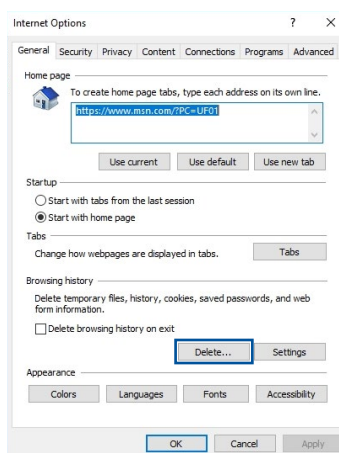 Internet Options ? X
General Security Privacy Content Connections Programs Advanced
Home page
To create home page tabs, type each address on its own line.
https://www.msn.com/?PC=UF01
Use current Use default Use new tab
Startup
Start with tabs from the last session
Start with home page
Tabs
Change how webpages are displayed in tabs. Tabs
Browsing history
Delete temporary files, history, cookies, saved passwords, and web
form information.
Delete browsing history on exit
Delete... Settings
Appearance
Colors Languages Fonts Accessibility
OK Cancel Apply